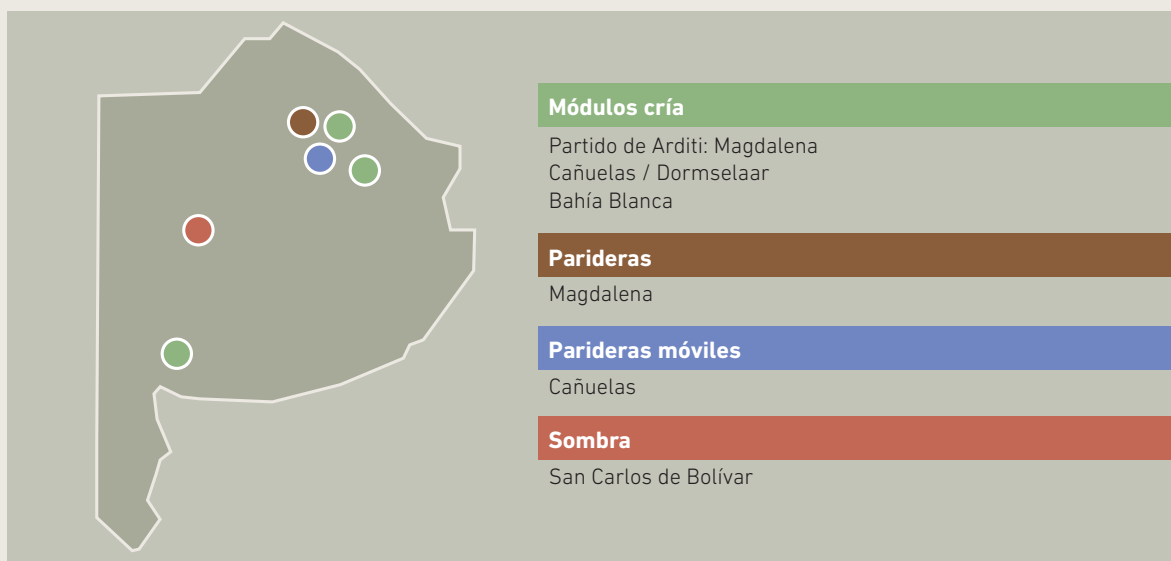 Módulos cría
Partido de Arditi: Magdalena
Cañuelas / Dormselaar
Bahía Blanca
Parideras
Magdalena
Parideras móviles
Cañuelas
Sombra
San Carlos de Bolívar